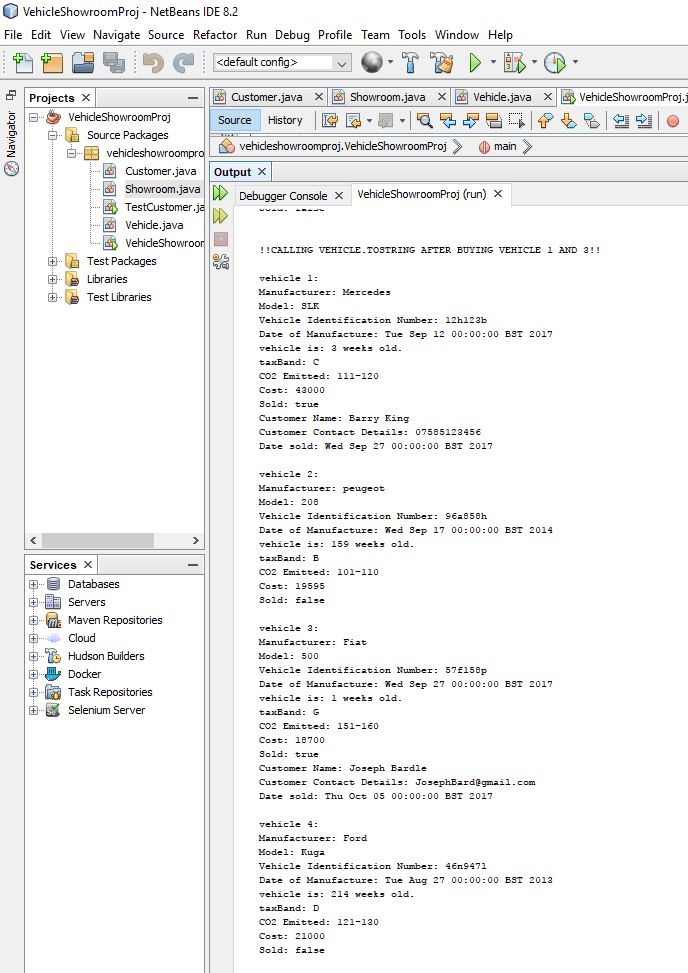 VehicleShowroomProj - NetBeans IDE 8.2
File Edit View Navigate Source Refactor Run Debug Profile Team Tools Window Help
<default config>
Navigator
Projects
VehicleShowroomProj
Source Packages
vehicleshowroompro
Customer.java
Showroom.java
TestCustomer.ja
Vehicle.java
VehicleShowroon
Test Packages
Libraries
Test Libraries
Services
Databases
Servers
Maven Repositories
Cloud
Hudson Builders
Docker
Task Repositories
Selenium Server
Customer.java Showroom.java Vehicle.java VehicleShowroomProj.j
Source History
vehicleshowroomproj.VehicleShowroomProj main
Output
Debugger Console VehicleShowroomProj (run)
Sold: false
!!CALLING VEHICLE.TOSTRING AFTER BUYING VEHICLE 1 AND 3!!
vehicle 1:
Manufacturer: Mercedes
Model: SLK
Vehicle Identification Number: 12h123b
Date of Manufacture: Tue Sep 12 00:00:00 BST 2017
vehicle is: 3 weeks old.
taxBand: C
CO2 Emitted: 111-120
Cost: 43000
Sold: true
Customer Name: Barry King
Customer Contact Details: 07585123456
Date sold: Wed Sep 27 00:00:00 BST 2017
vehicle 2:
Manufacturer: peugeot
Model: 208
Vehicle Identification Number: 96a858h
Date of Manufacture: Wed Sep 17 00:00:00 BST 2014
vehicle is: 159 weeks old.
taxBand: B
CO2 Emitted: 101-110
Cost: 19595
Sold: false
vehicle 3:
Manufacturer: Fiat
Model: 500
Vehicle Identification Number: 57f158p
Date of Manufacture: Wed Sep 27 00:00:00 BST 2017
vehicle is: 1 weeks old.
taxBand: G
CO2 Emitted: 151-160
Cost: 18700
Sold: true
Customer Name: Joseph Bardle
Customer Contact Details: JosephBard@gmail.com
Date sold: Thu Oct 05 00:00:00 BST 2017
vehicle 4:
Manufacturer: Ford
Model: Kuga
Vehicle Identification Number: 46n947l
Date of Manufacture: Tue Aug 27 00:00:00 BST 2013
vehicle is: 214 weeks old.
taxBand: D
CO2 Emitted: 121-130
Cost: 21000
Sold: false